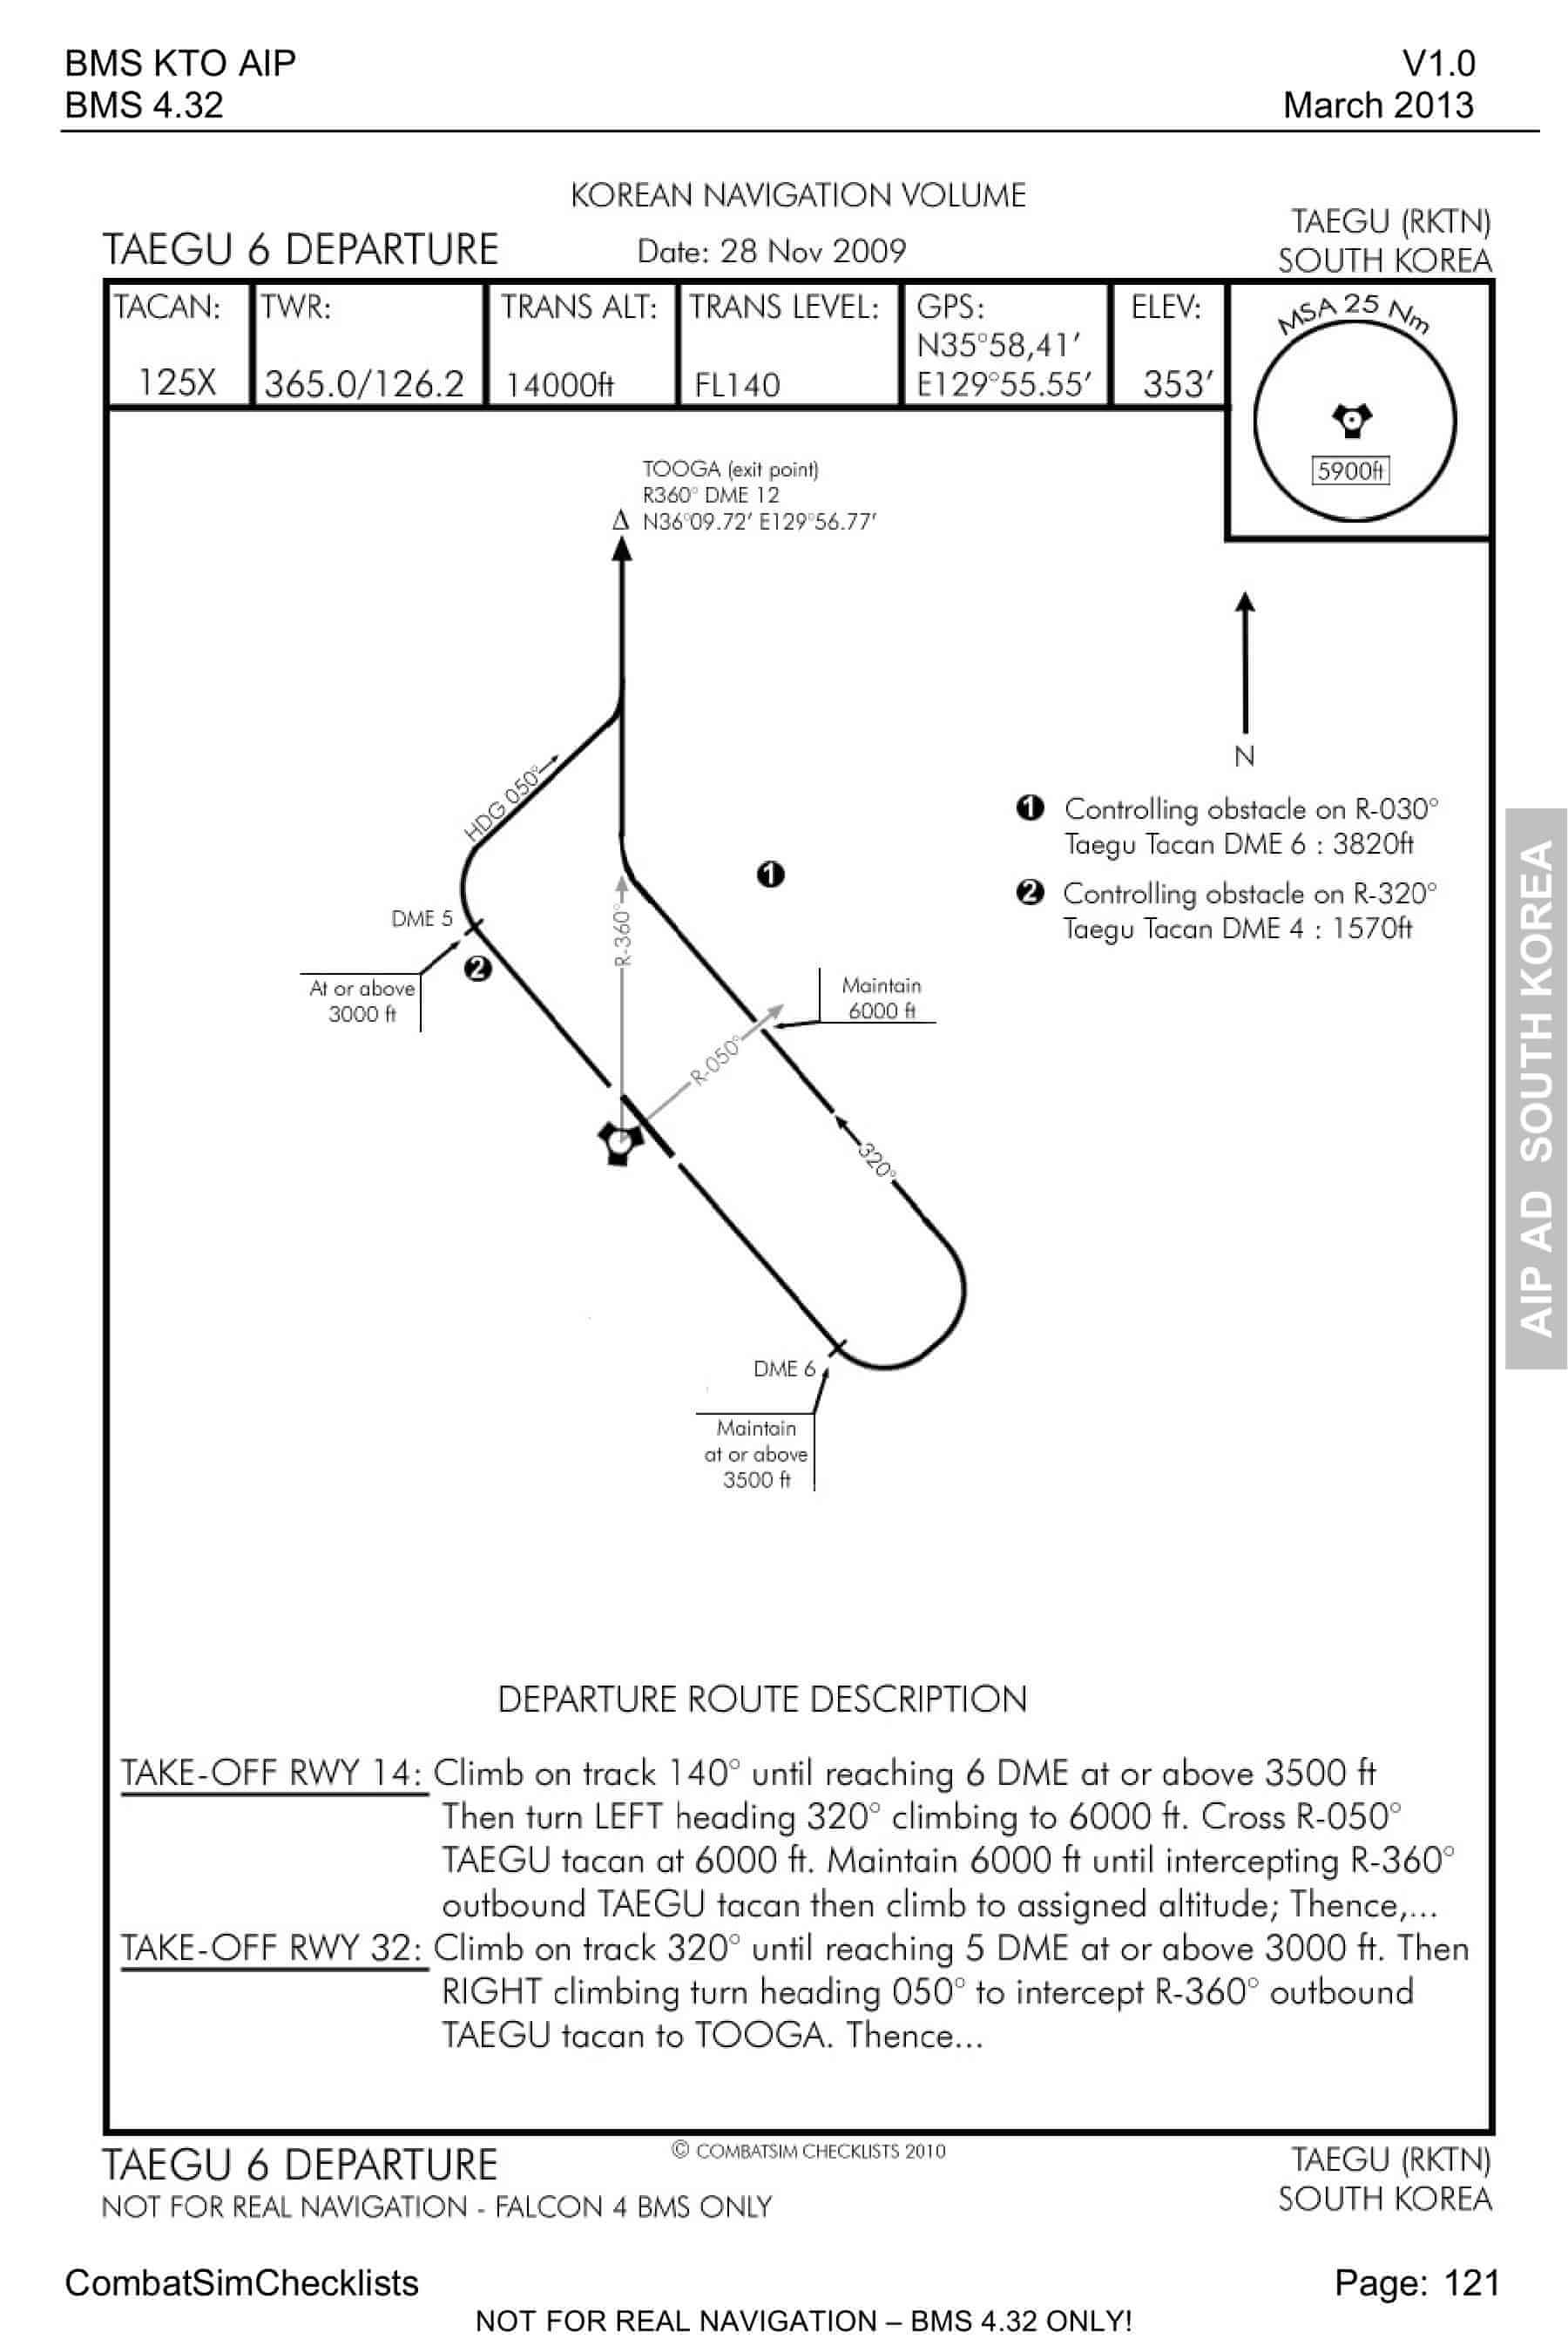 BMS KTO AIP
V1.0
BMS 4.32
March 2013
KOREAN NAVIGATION VOLUME
TAEGU 6 DEPARTURE
Date: 28 Nov 2009
TAEGU (RKTN)
SOUTH KOREA
TACAN:
125X
TWR:
365.0/126.2
TRANS ALT:
14000ft
TRANS LEVEL:
FL140
GPS:
N35°58,41'
E129°55.55'
ELEV:
353'
MSA 25 Nm
5900ft
TOOGA (exit point)
R360° DME 12
Δ N36°09.72' E129°56.77'
N
HDG 050°
❶ Controlling obstacle on R-030°
Taegu Tacan DME 6 : 3820ft
❷ Controlling obstacle on R-320°
Taegu Tacan DME 4 : 1570ft
❶
DME 5
❷
R-360°
At or above
3000 ft
Maintain
6000 ft
R-050°
320°
DME 6
Maintain
at or above
3500 ft
AIP AD SOUTH KOREA
DEPARTURE ROUTE DESCRIPTION
TAKE-OFF RWY 14: Climb on track 140° until reaching 6 DME at or above 3500 ft
Then turn LEFT heading 320° climbing to 6000 ft. Cross R-050°
TAEGU tacan at 6000 ft. Maintain 6000 ft until intercepting R-360°
outbound TAEGU tacan then climb to assigned altitude; Thence,...
TAKE-OFF RWY 32: Climb on track 320° until reaching 5 DME at or above 3000 ft. Then
RIGHT climbing turn heading 050° to intercept R-360° outbound
TAEGU tacan to TOOGA. Thence...
TAEGU 6 DEPARTURE
© COMBATSIM CHECKLISTS 2010
TAEGU (RKTN)
NOT FOR REAL NAVIGATION - FALCON 4 BMS ONLY
SOUTH KOREA
CombatSimChecklists
Page: 121
NOT FOR REAL NAVIGATION – BMS 4.32 ONLY!